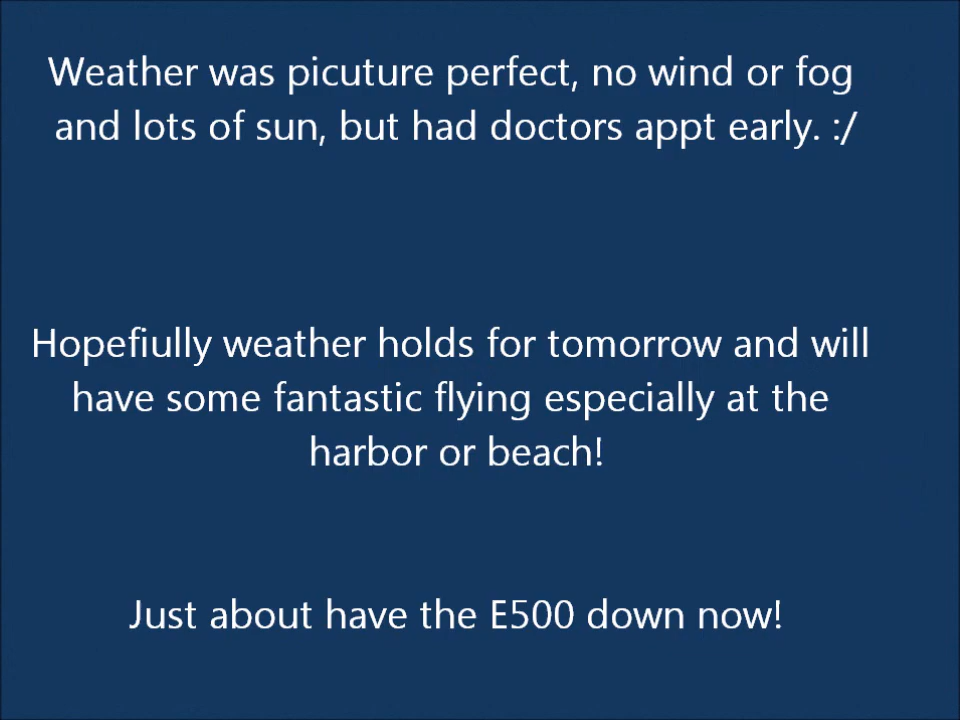 Weather was picuture perfect, no wind or fog
and lots of sun, but had doctors appt early. :/
Hopefiully weather holds for tomorrow and will
have some fantastic flying especially at the
harbor or beach!
Just about have the E500 down now!